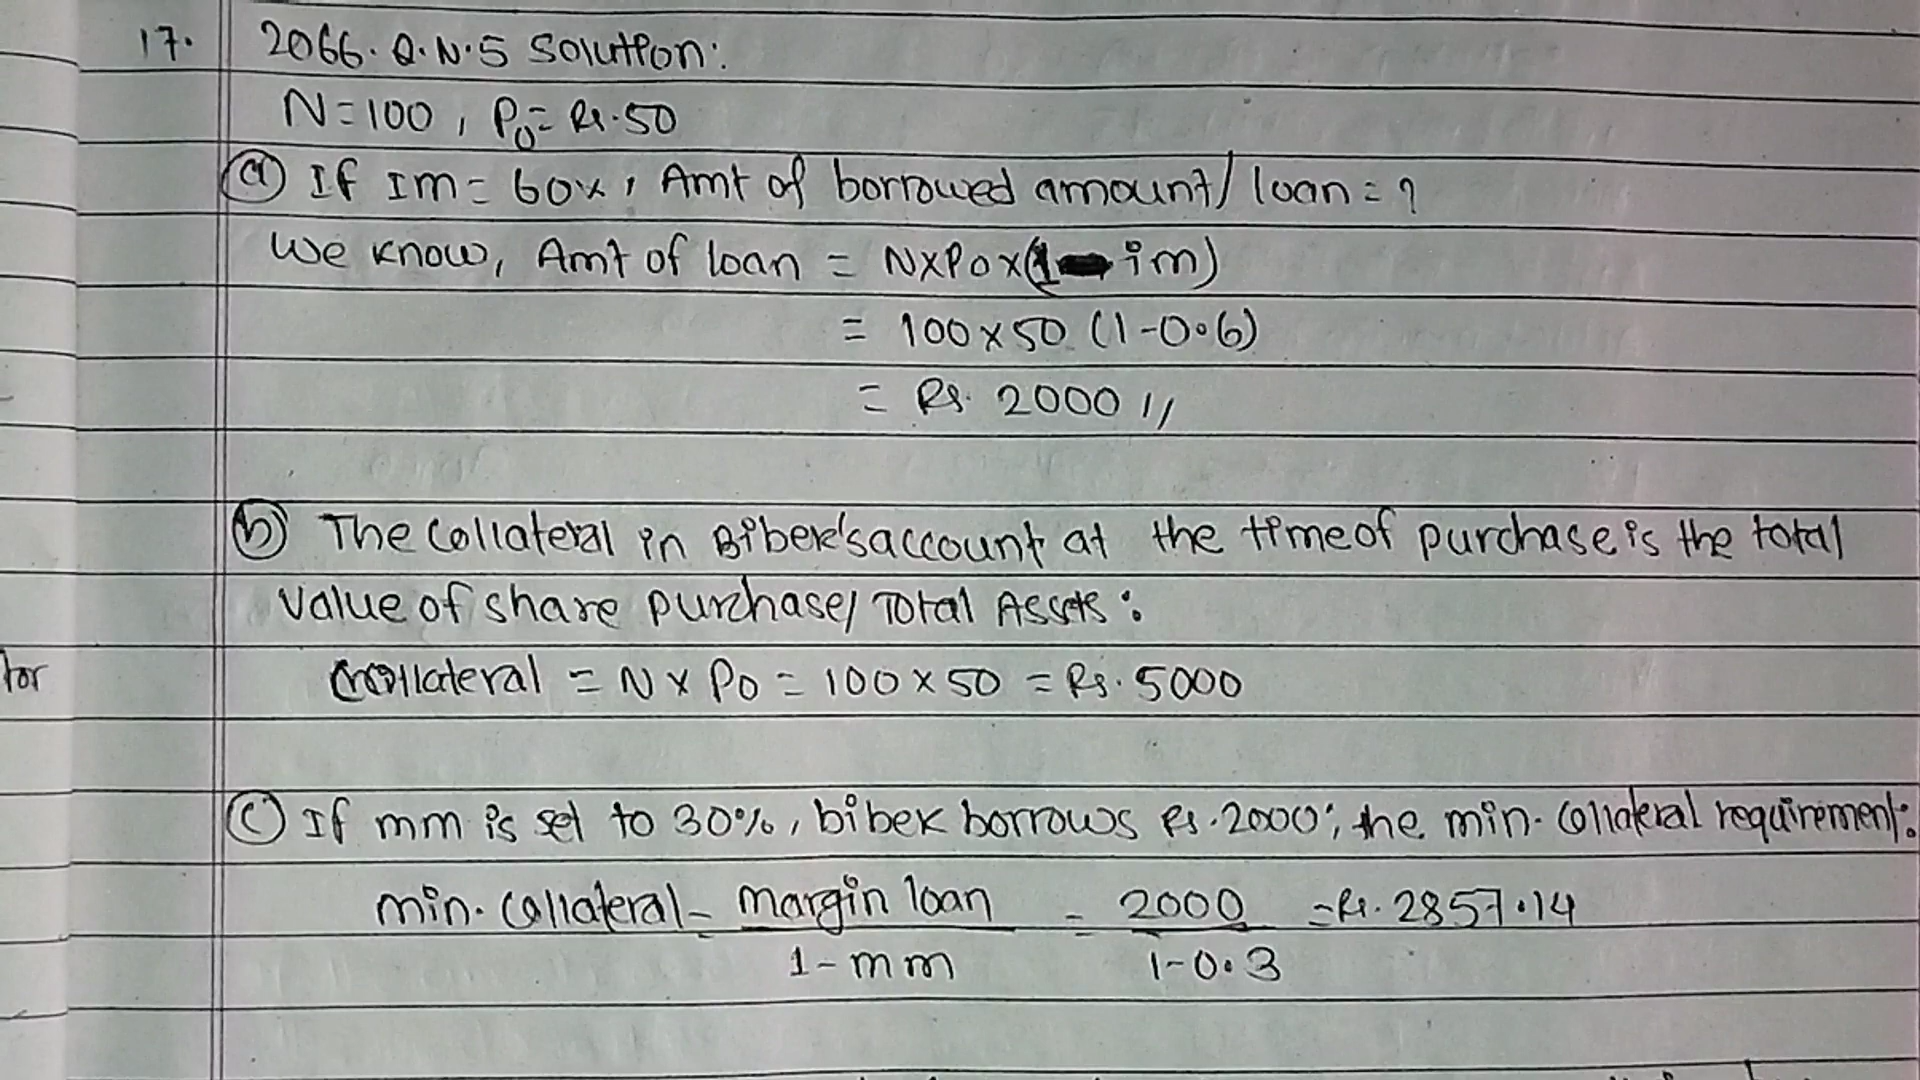 17. 2066. Q.N.5 Solution:
N=100, P0= Rs.50
(a) If Im= 60%, Amt of borrowed amount/ loan = ?
We know, Amt of loan = N×P0×(1-im)
= 100×50 (1-0.6)
= Rs. 2000 //
(b) The Collateral in Bibek's account at the time of purchase is the total
value of share purchase/ Total Assets:
tor
Collateral = N × P0 = 100×50 = Rs. 5000
(c) If mm is set to 30%, bibek borrows Rs.2000; the min. Collateral requirement:
min. Collateral = margin loan / 1-mm = 2000 / 1-0.3 = Rs. 2857.14